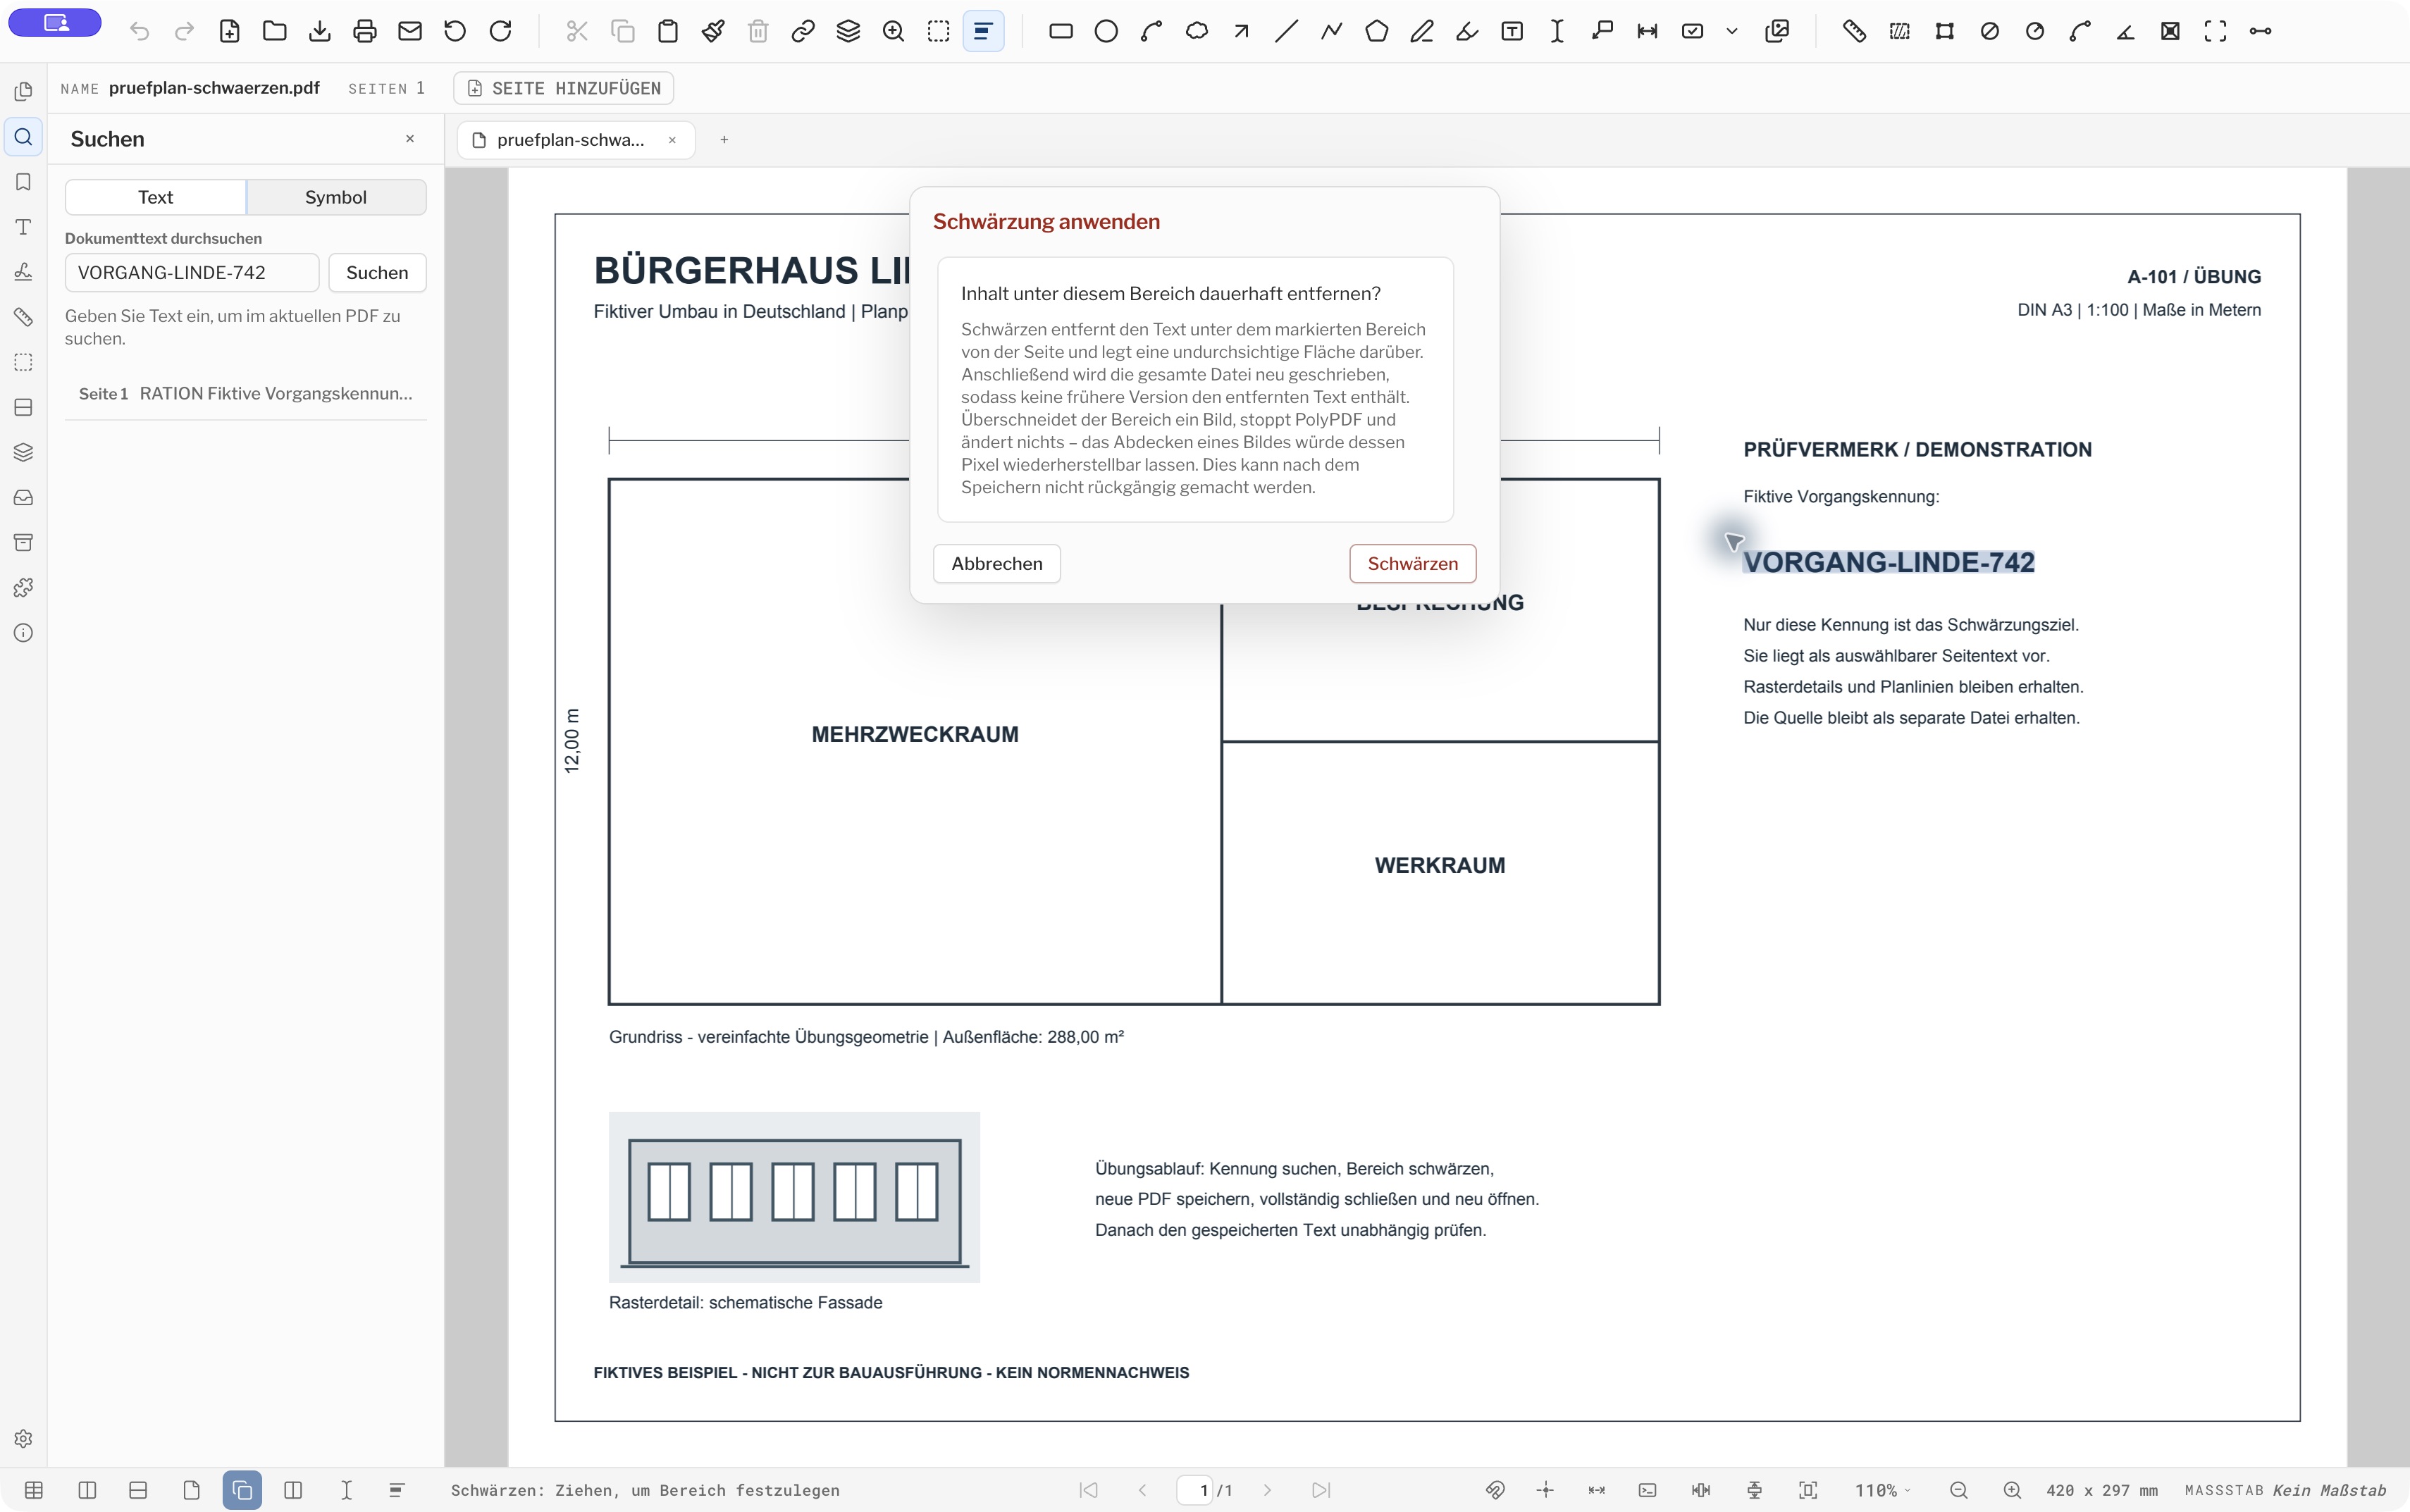 NAME pruefplan-schwaerzen.pdf SEITEN 1 SEITE HINZUFÜGEN
Suchen
pruefplan-schwa...
Text Symbol
Dokumenttext durchsuchen
VORGANG-LINDE-742 Suchen
Geben Sie Text ein, um im aktuellen PDF zu
suchen.
Seite 1 RATION Fiktive Vorgangskennun...
Schwärzung anwenden
Inhalt unter diesem Bereich dauerhaft entfernen?
Schwärzen entfernt den Text unter dem markierten Bereich
von der Seite und legt eine undurchsichtige Fläche darüber.
Anschließend wird die gesamte Datei neu geschrieben,
sodass keine frühere Version den entfernten Text enthält.
Überschneidet der Bereich ein Bild, stoppt PolyPDF und
ändert nichts – das Abdecken eines Bildes würde dessen
Pixel wiederherstellbar lassen. Dies kann nach dem
Speichern nicht rückgängig gemacht werden.
Abbrechen Schwärzen
BÜRGERHAUS
Fiktiver Umbau in Deutschland |
A-101 / ÜBUNG
DIN A3 | 1:100 | Maße in Metern
PRÜFVERMERK / DEMONSTRATION
Fiktive Vorgangskennung:
VORGANG-LINDE-742
Nur diese Kennung ist das Schwärzungsziel.
Sie liegt als auswählbarer Seitentext vor.
Rasterdetails und Planlinien bleiben erhalten.
Die Quelle bleibt als separate Datei erhalten.
BESPRECHUNG
12,00 m
MEHRZWECKRAUM
WERKRAUM
Grundriss - vereinfachte Übungsgeometrie | Außenfläche: 288,00 m²
Übungsablauf: Kennung suchen, Bereich schwärzen,
neue PDF speichern, vollständig schließen und neu öffnen.
Danach den gespeicherten Text unabhängig prüfen.
Rasterdetail: schematische Fassade
FIKTIVES BEISPIEL - NICHT ZUR BAUAUSFÜHRUNG - KEIN NORMENNACHWEIS
Schwärzen: Ziehen, um Bereich festzulegen
1 /1
110%
420 x 297 mm MASSSTAB Kein Maßstab